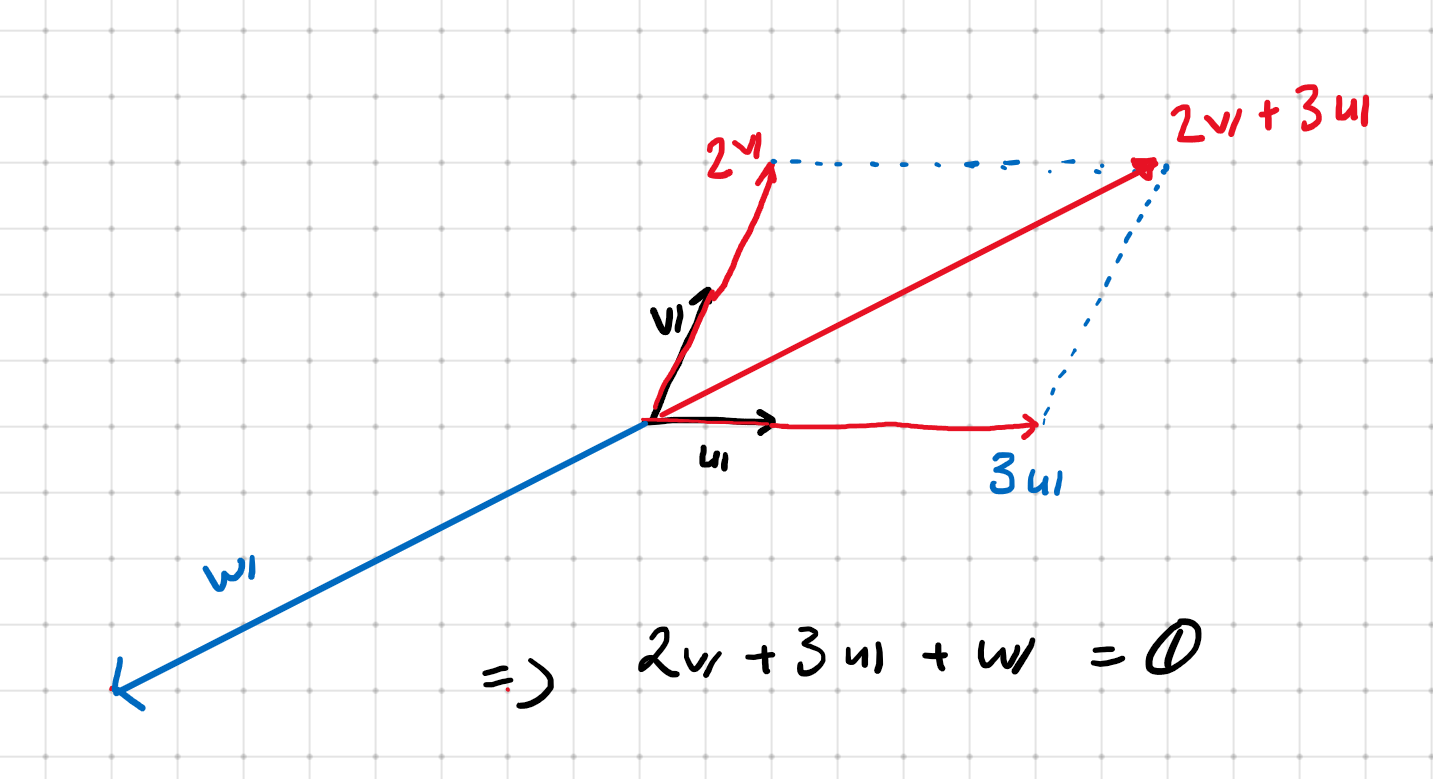 2v + 3u
2v
v
u
3u
w
=> 2v + 3u + w = 0